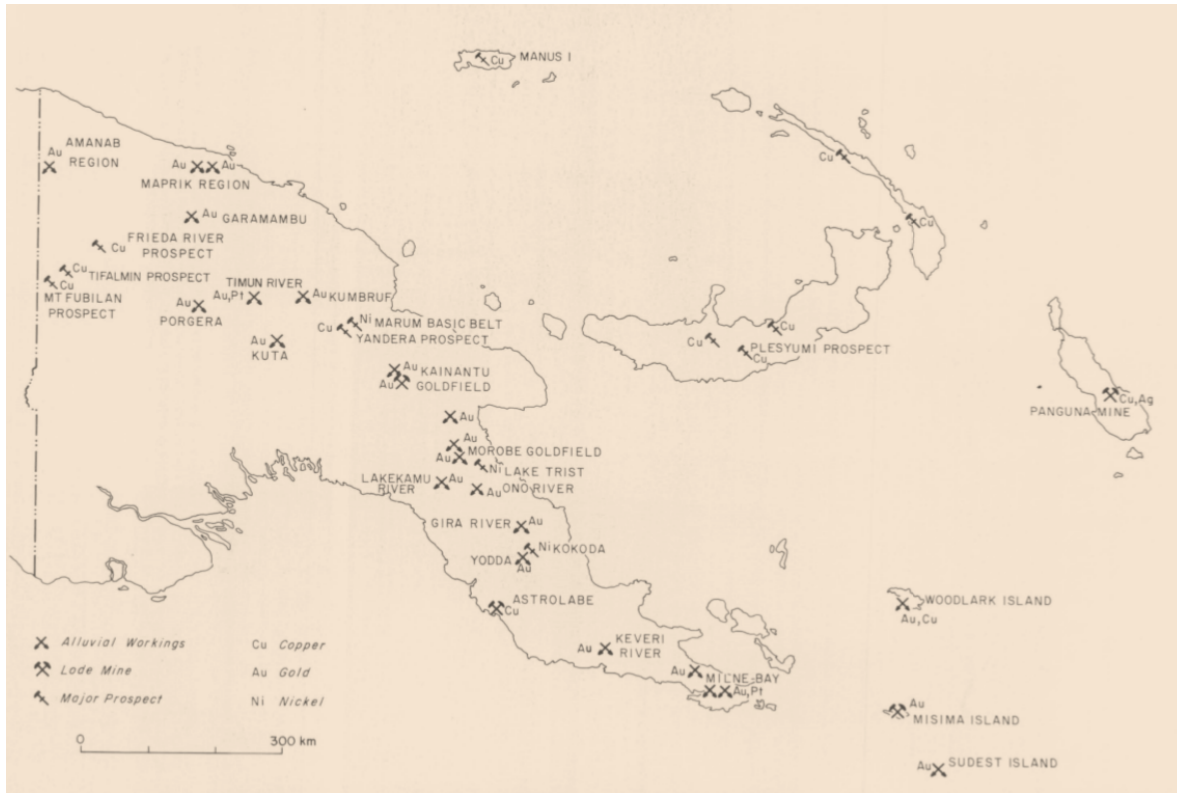 Cu MANUS I
Au AMANAB
REGION
Au Au
MAPRIK REGION
Cu
Cu
Au GARAMAMBU
FRIEDA RIVER
Cu PROSPECT
Cu TIFALMIN PROSPECT
Cu
MT FUBILAN
PROSPECT
TIMUN RIVER
Au,Pt
Au KUMBRUF
Au
PORGERA
Ni MARUM BASIC BELT
Cu YANDERA PROSPECT
Au
KUTA
Cu
Cu PLESYUMI PROSPECT
Cu
Au KAINANTU
Au GOLDFIELD
Cu,Ag
PANGUNA MINE
Au
Au
Au MOROBE GOLDFIELD
Ni LAKE TRIST
LAKEKAMU Au
RIVER
Au ONO RIVER
GIRA RIVER Au
Ni KOKODA
YODDA
Au
ASTROLABE
Cu
WOODLARK ISLAND
Au,Cu
Au KEVERI
RIVER
Au MILNE-BAY
Au,Pt
Au
MISIMA ISLAND
Au SUDEST ISLAND
Alluvial Workings
Lode Mine
Major Prospect
Cu Copper
Au Gold
Ni Nickel
0 300 km